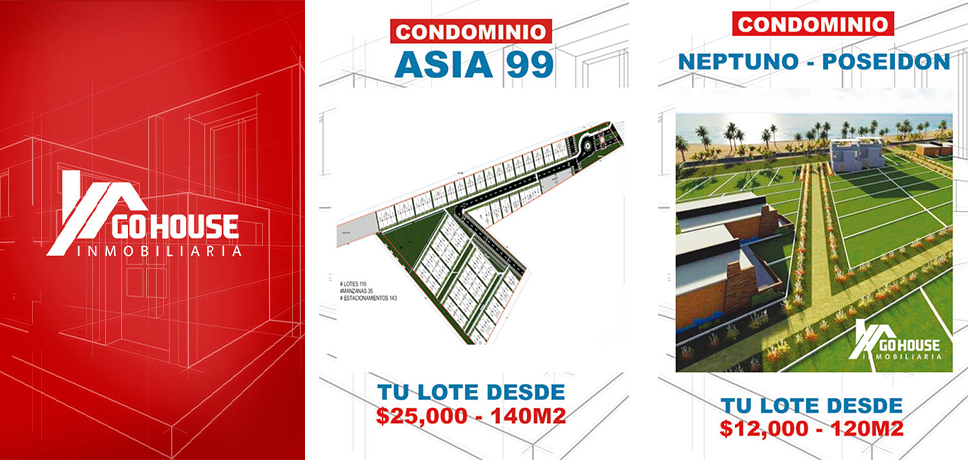 GO HOUSE
INMOBILIARIA
CONDOMINIO
ASIA 99
# LOTES 110
#MANZANAS 35
# ESTACIONAMIENTOS 143
TU LOTE DESDE
$25,000 - 140M2
CONDOMINIO
NEPTUNO - POSEIDON
GO HOUSE
INMOBILIARIA
TU LOTE DESDE
$12,000 - 120M2